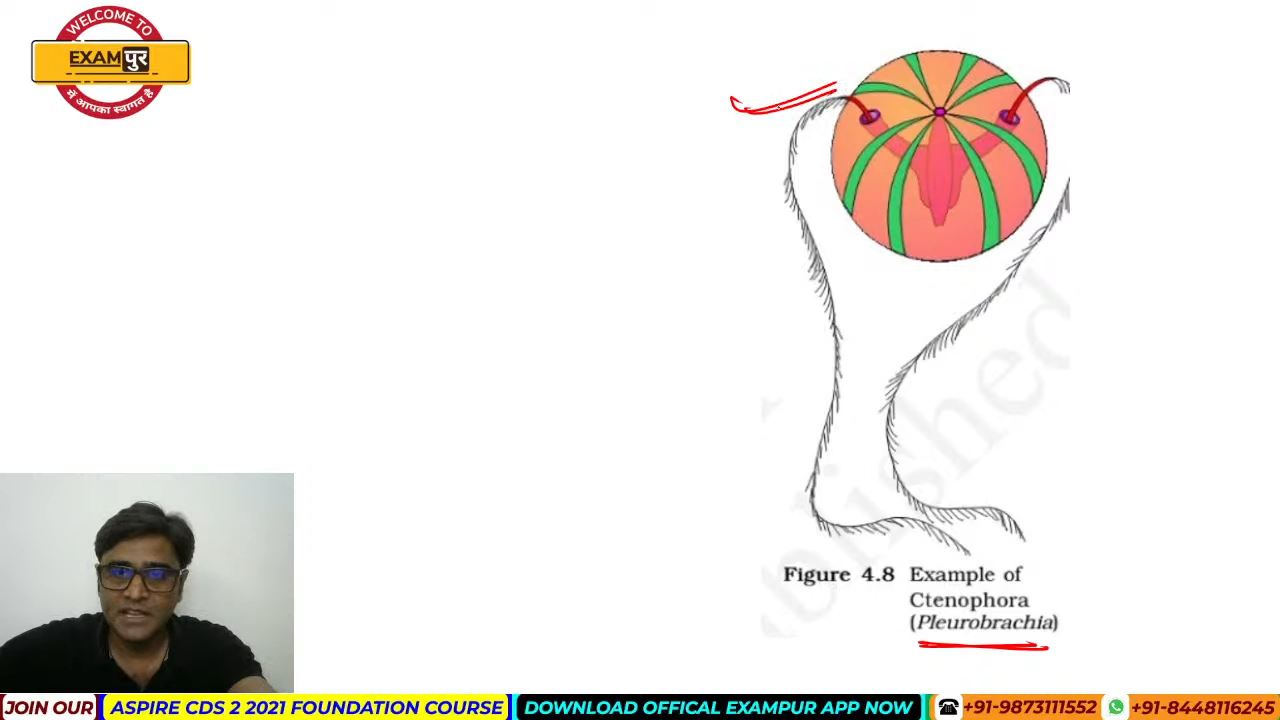 WELCOME TO
EXAMपुर
में आपका स्वागत है
Figure 4.8 Example of
Ctenophora
(Pleurobrachia)
blished
JOIN OUR ASPIRE CDS 2 2021 FOUNDATION COURSE DOWNLOAD OFFICAL EXAMPUR APP NOW +91-9873111552 +91-8448116245